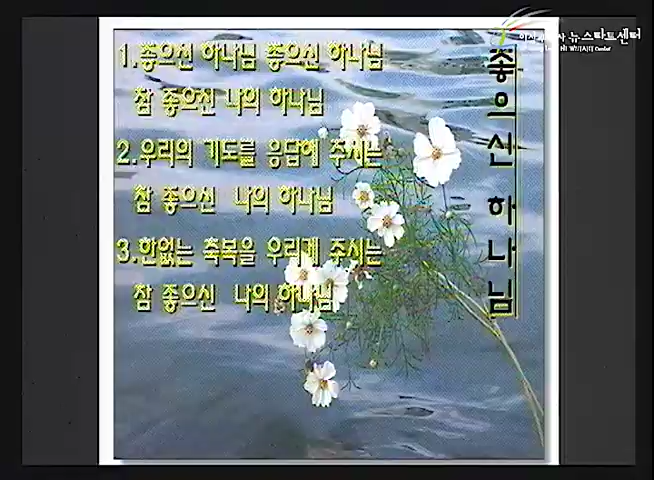 1.좋으신 하나님 좋으신 하나님
참 좋으신 나의 하나님
2.우리의 기도를 응답해 주시는
참 좋으신 나의 하나님
3.한없는 축복을 우리게 주시는
참 좋으신 나의 하나님
좋으신 하나님
뉴스타트센터